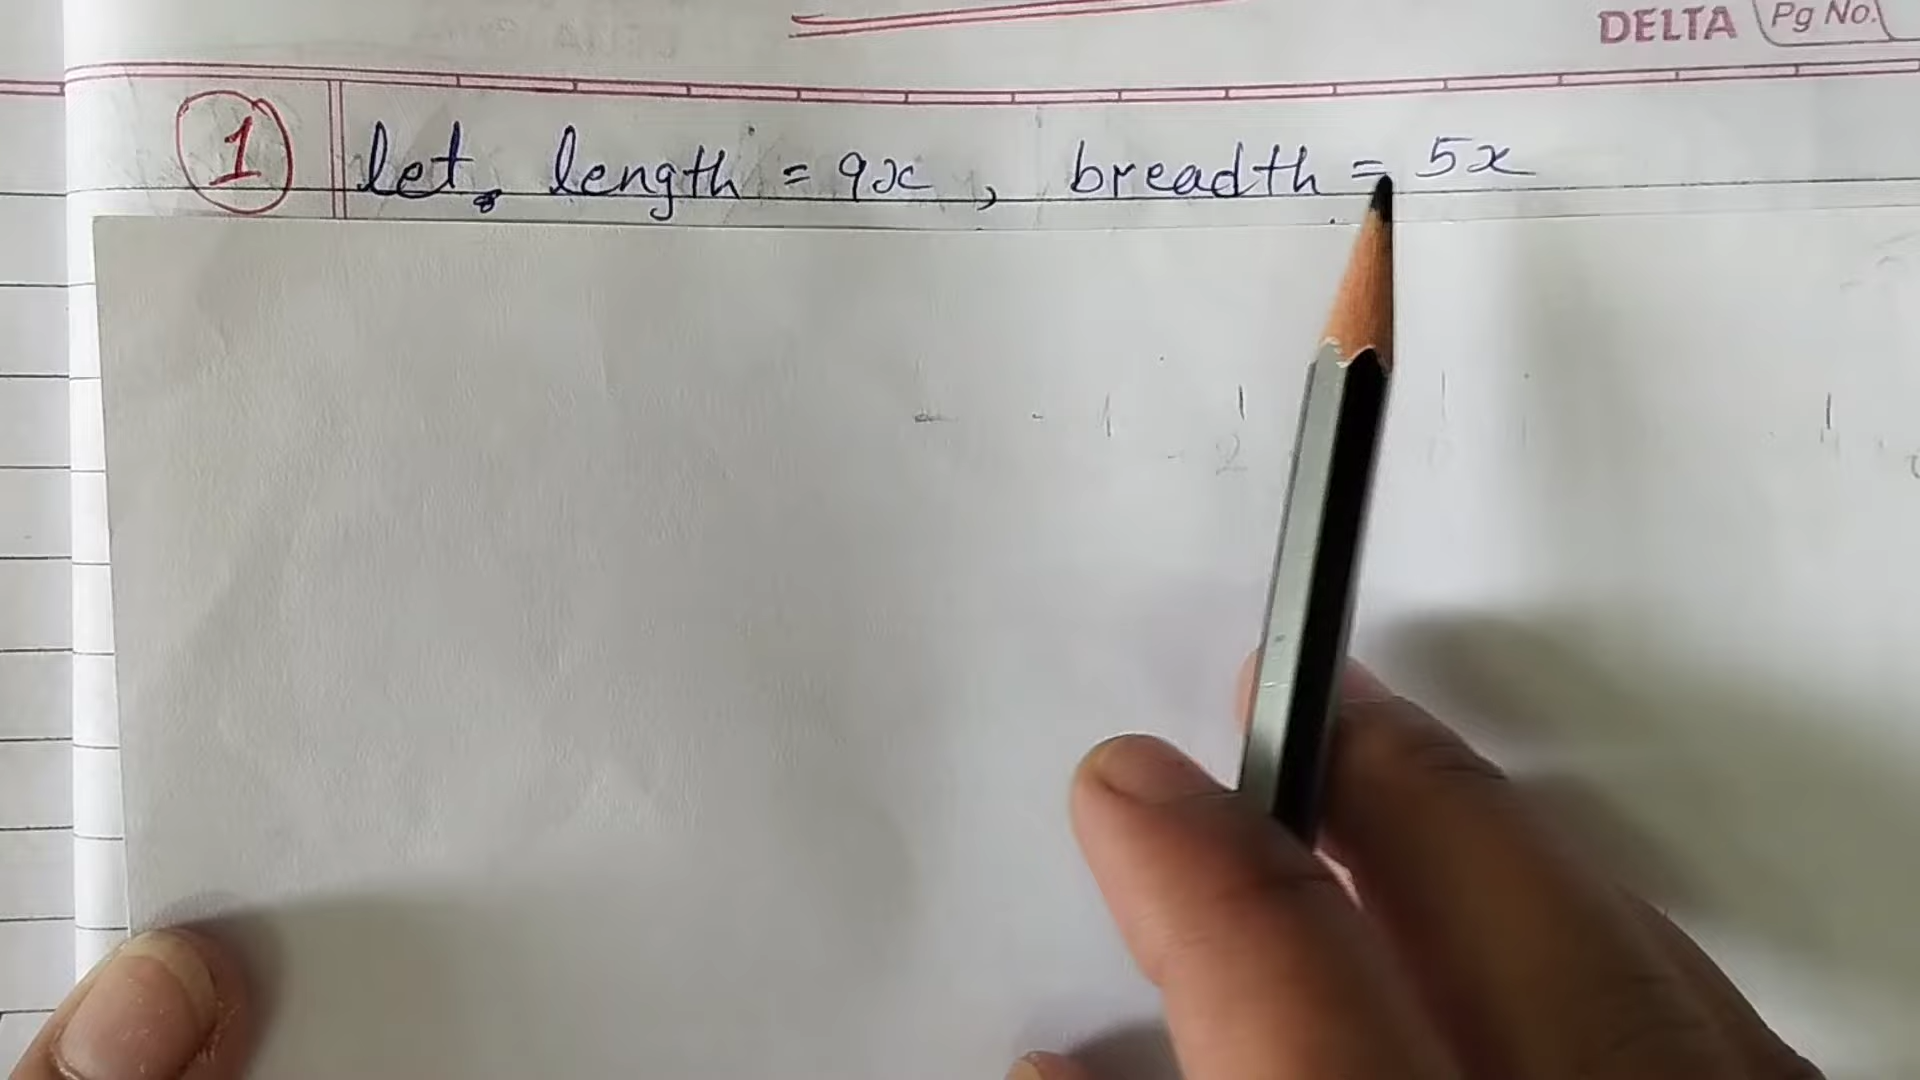 DELTA Pg No.
1 let, length = 9x, breadth = 5x